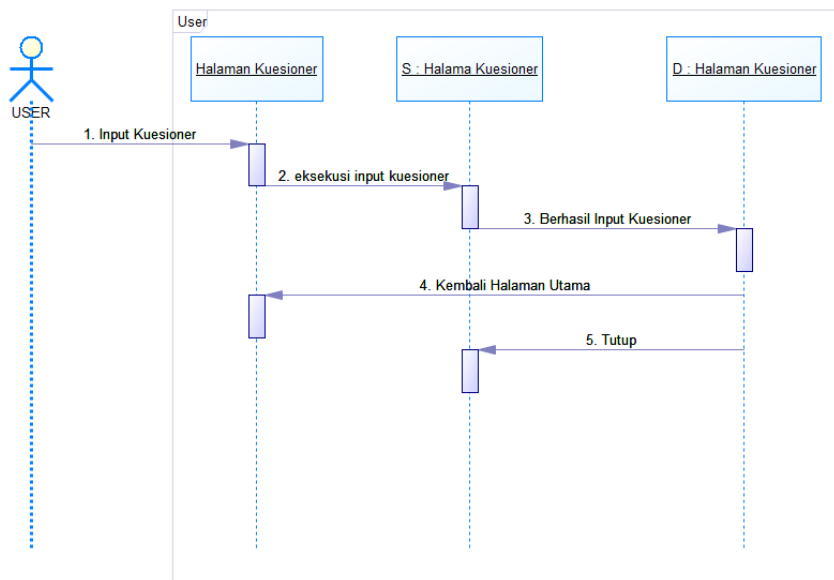 User
Halaman Kuesioner
S : Halama Kuesioner
D : Halaman Kuesioner
USER
1. Input Kuesioner
2. eksekusi input kuesioner
3. Berhasil Input Kuesioner
4. Kembali Halaman Utama
5. Tutup